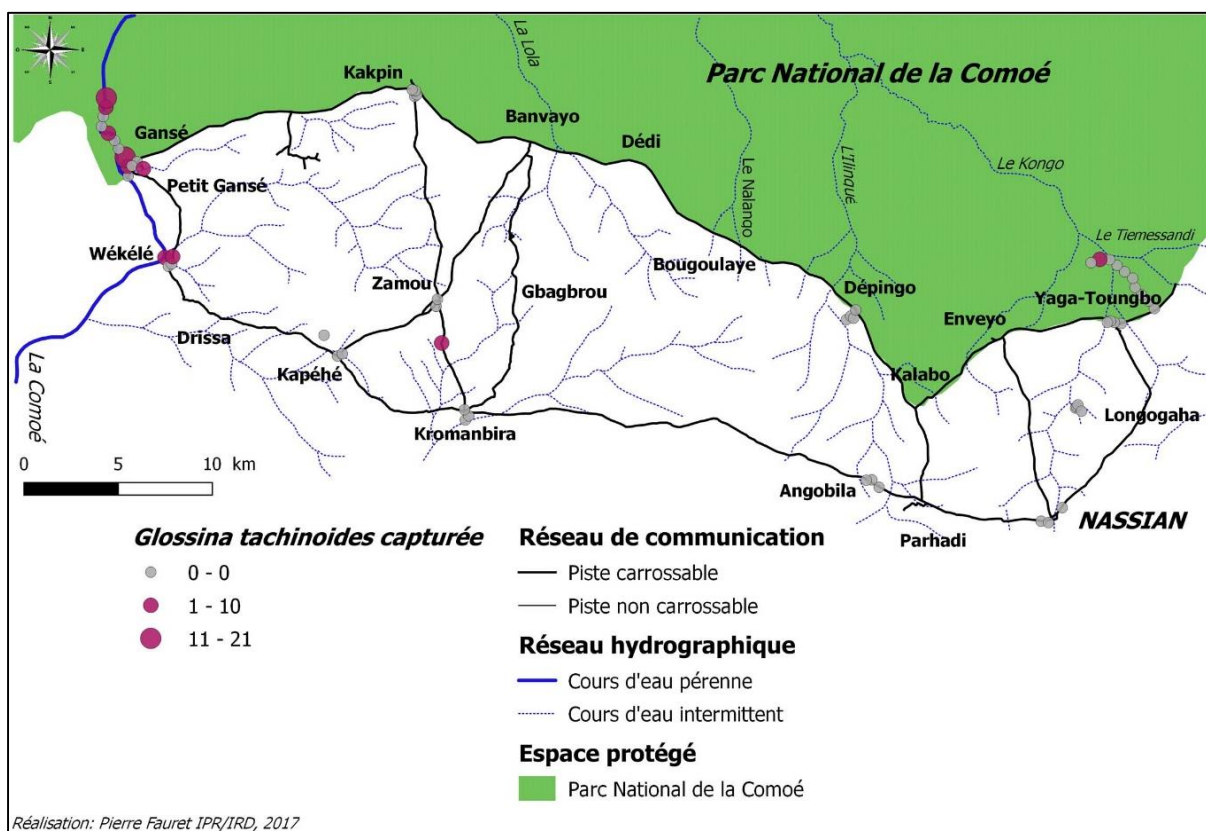 La Lola
Kakpin
Parc National de la Comoé
Banvayo
Gansé
Dédi
L'Ilinqué
Le Kongo
Petit Gansé
Le Nalanqo
Le Tiemessandi
Wékélé
Bougoulaye
Zamou
Gbagbrou
Dépingo
Yaga-Toungbo
Enveyo
Drissa
Kapéhé
Kalabo
La Comoé
Longogaha
Kromanbira
0 5 10 km
Angobila
NASSIAN
Parhadi
Glossina tachinoides capturée
0 - 0
1 - 10
11 - 21
Réseau de communication
Piste carrossable
Piste non carrossable
Réseau hydrographique
Cours d'eau pérenne
Cours d'eau intermittent
Espace protégé
Parc National de la Comoé
Réalisation: Pierre Fauret IPR/IRD, 2017